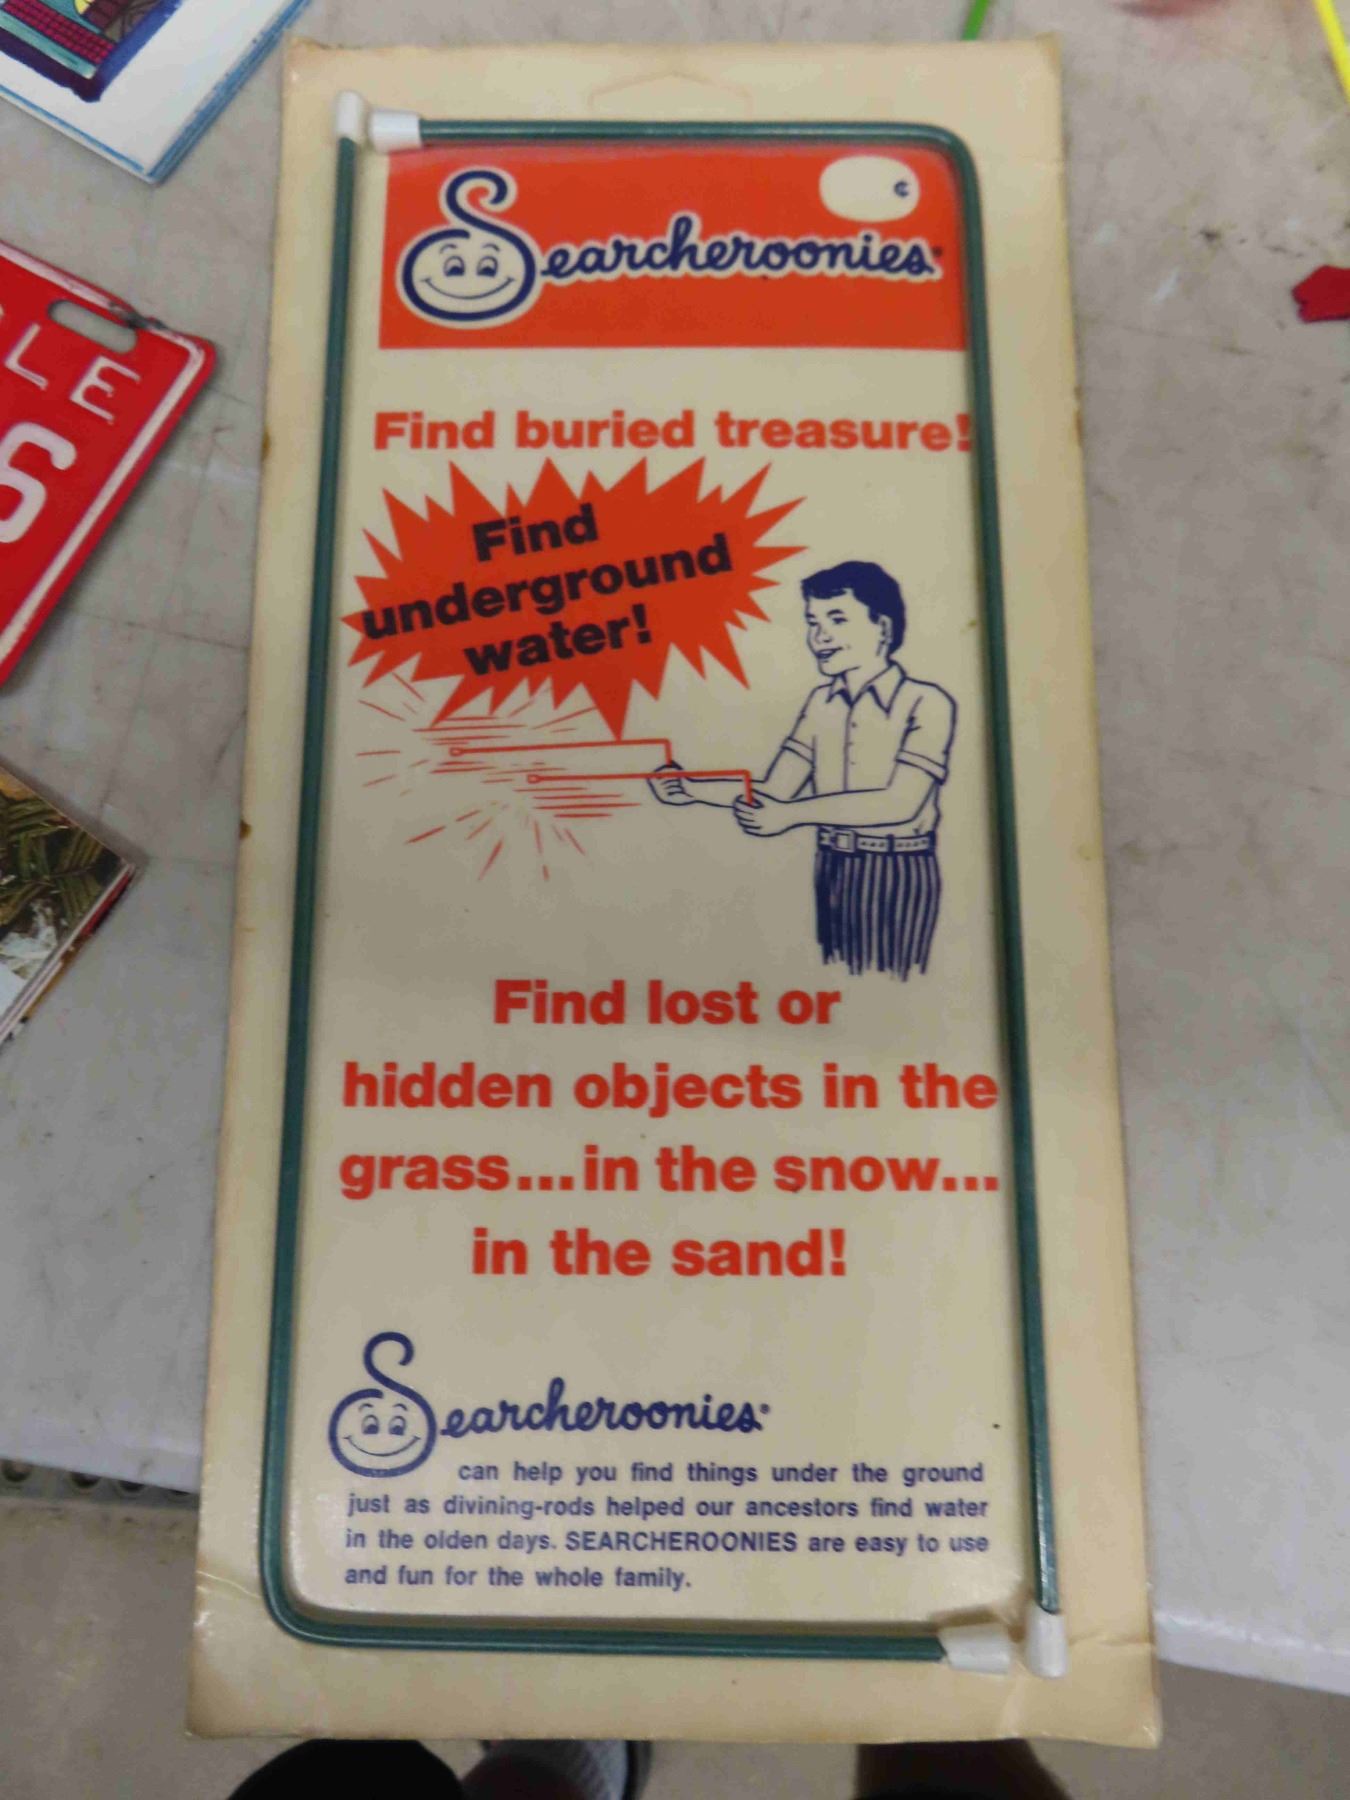 ¢
Searcheroonies
Find buried treasure!
Find
underground
water!
Find lost or
hidden objects in the
grass...in the snow...
in the sand!
Searcheroonies
can help you find things under the ground
just as divining-rods helped our ancestors find water
in the olden days. SEARCHEROONIES are easy to use
and fun for the whole family.
LE
6